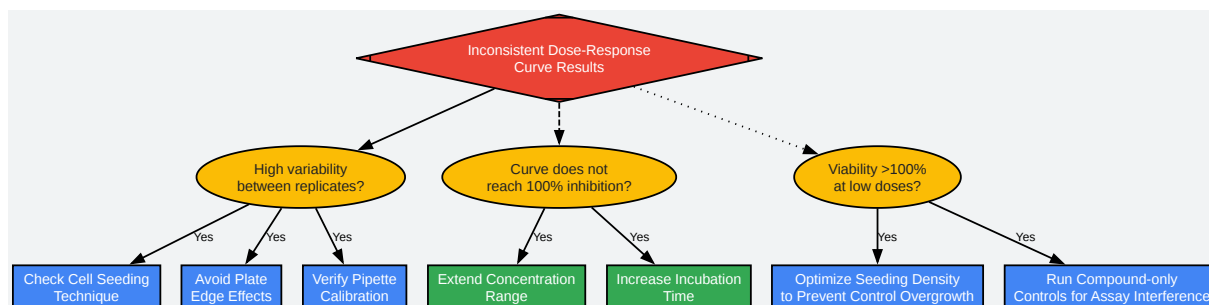 Inconsistent Dose-Response
Curve Results
High variability
between replicates?
Curve does not
reach 100% inhibition?
Viability >100%
at low doses?
Yes
Yes
Yes
Yes
Yes
Yes
Yes
Check Cell Seeding
Technique
Avoid Plate
Edge Effects
Verify Pipette
Calibration
Extend Concentration
Range
Increase Incubation
Time
Optimize Seeding Density
to Prevent Control Overgrowth
Run Compound-only
Controls for Assay Interference